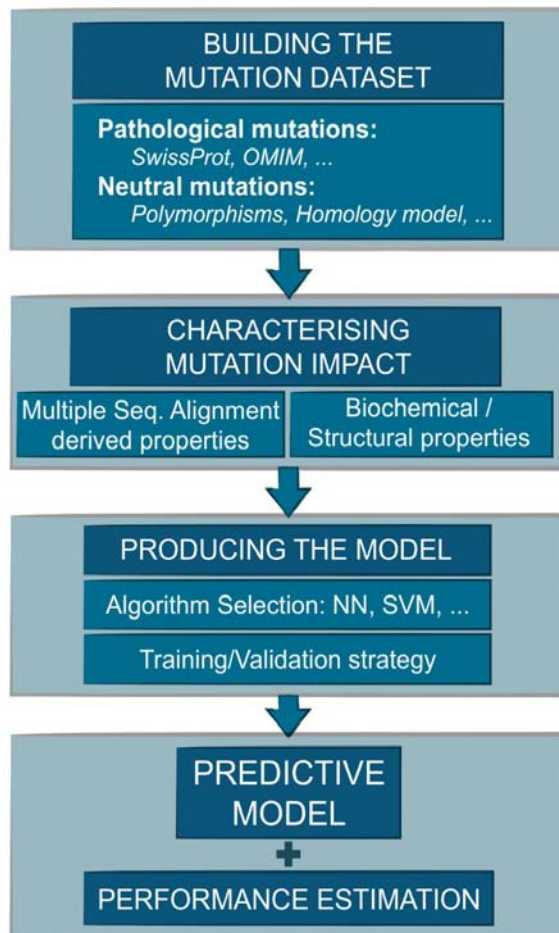 BUILDING THE
MUTATION DATASET
Pathological mutations:
SwissProt, OMIM, ...
Neutral mutations:
Polymorphisms, Homology model, ...
CHARACTERISING
MUTATION IMPACT
Multiple Seq. Alignment
derived properties
Biochemical /
Structural properties
PRODUCING THE MODEL
Algorithm Selection: NN, SVM, ...
Training/Validation strategy
PREDICTIVE
MODEL
+
PERFORMANCE ESTIMATION